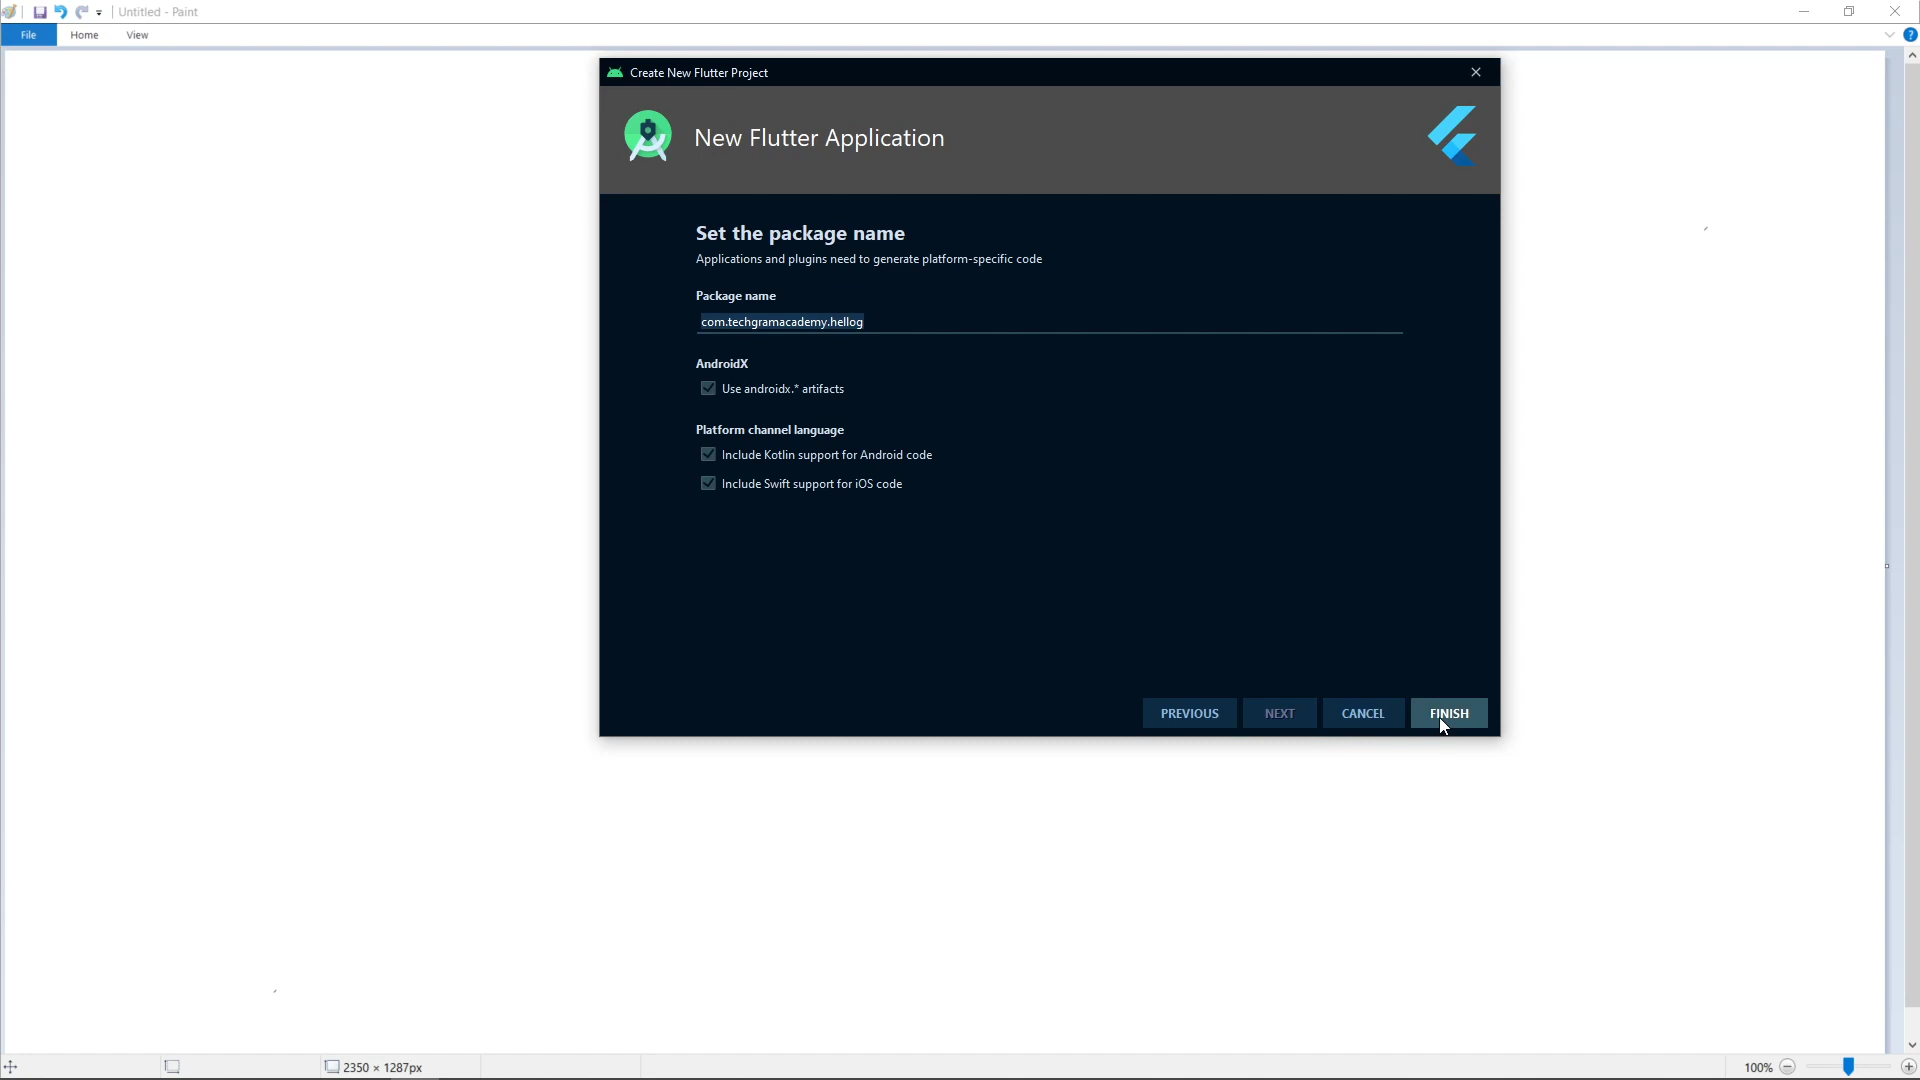 Untitled - Paint
File Home View
Create New Flutter Project
New Flutter Application
Set the package name
Applications and plugins need to generate platform-specific code
Package name
com.techgramacademy.hellog
AndroidX
Use androidx.* artifacts
Platform channel language
Include Kotlin support for Android code
Include Swift support for iOS code
PREVIOUS NEXT CANCEL FINISH
2350 × 1287px 100%